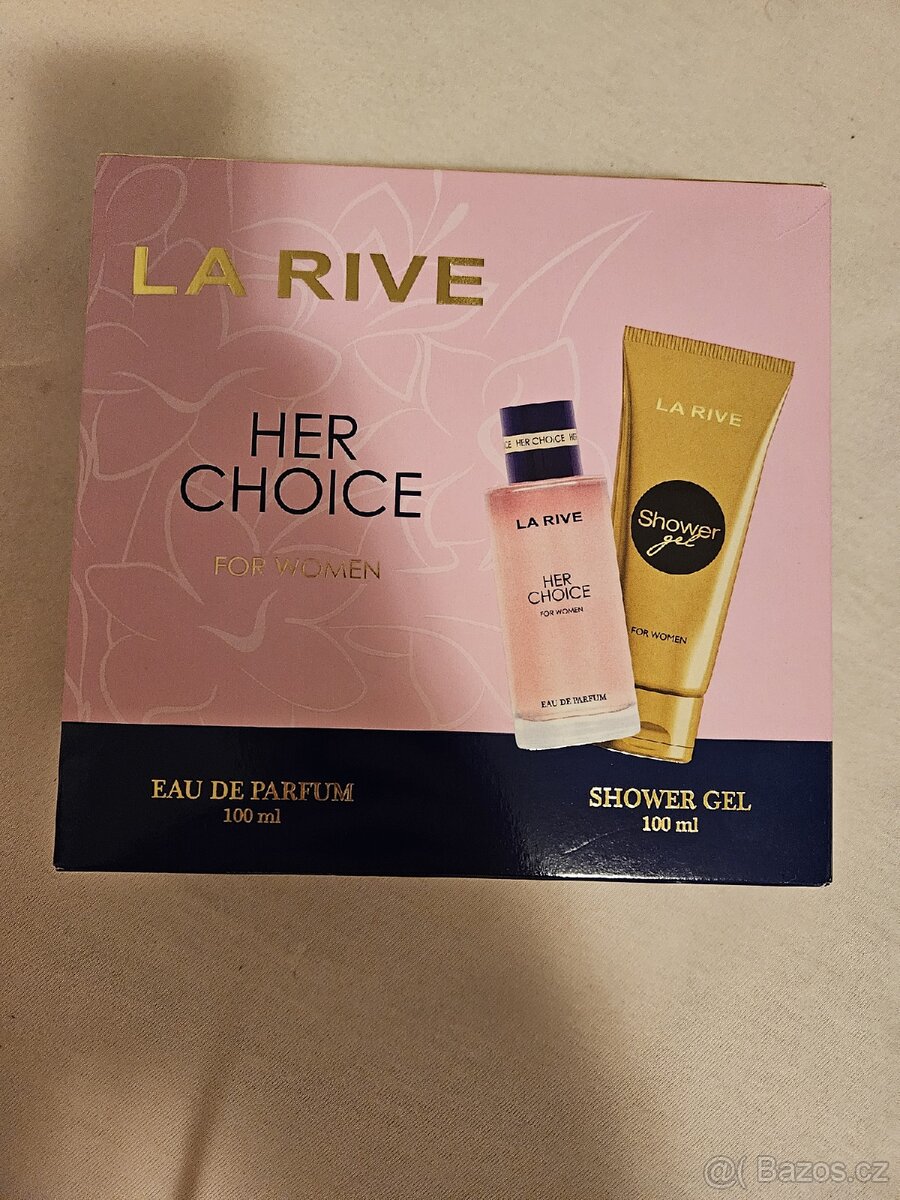 LA RIVE
HER
CHOICE
FOR WOMEN
HER CHOICE
LA RIVE
HER
CHOICE
FOR WOMEN
EAU DE PARFUM
LA RIVE
Shower
gel
FOR WOMEN
EAU DE PARFUM
100 ml
SHOWER GEL
100 ml
@( Bazos.cz